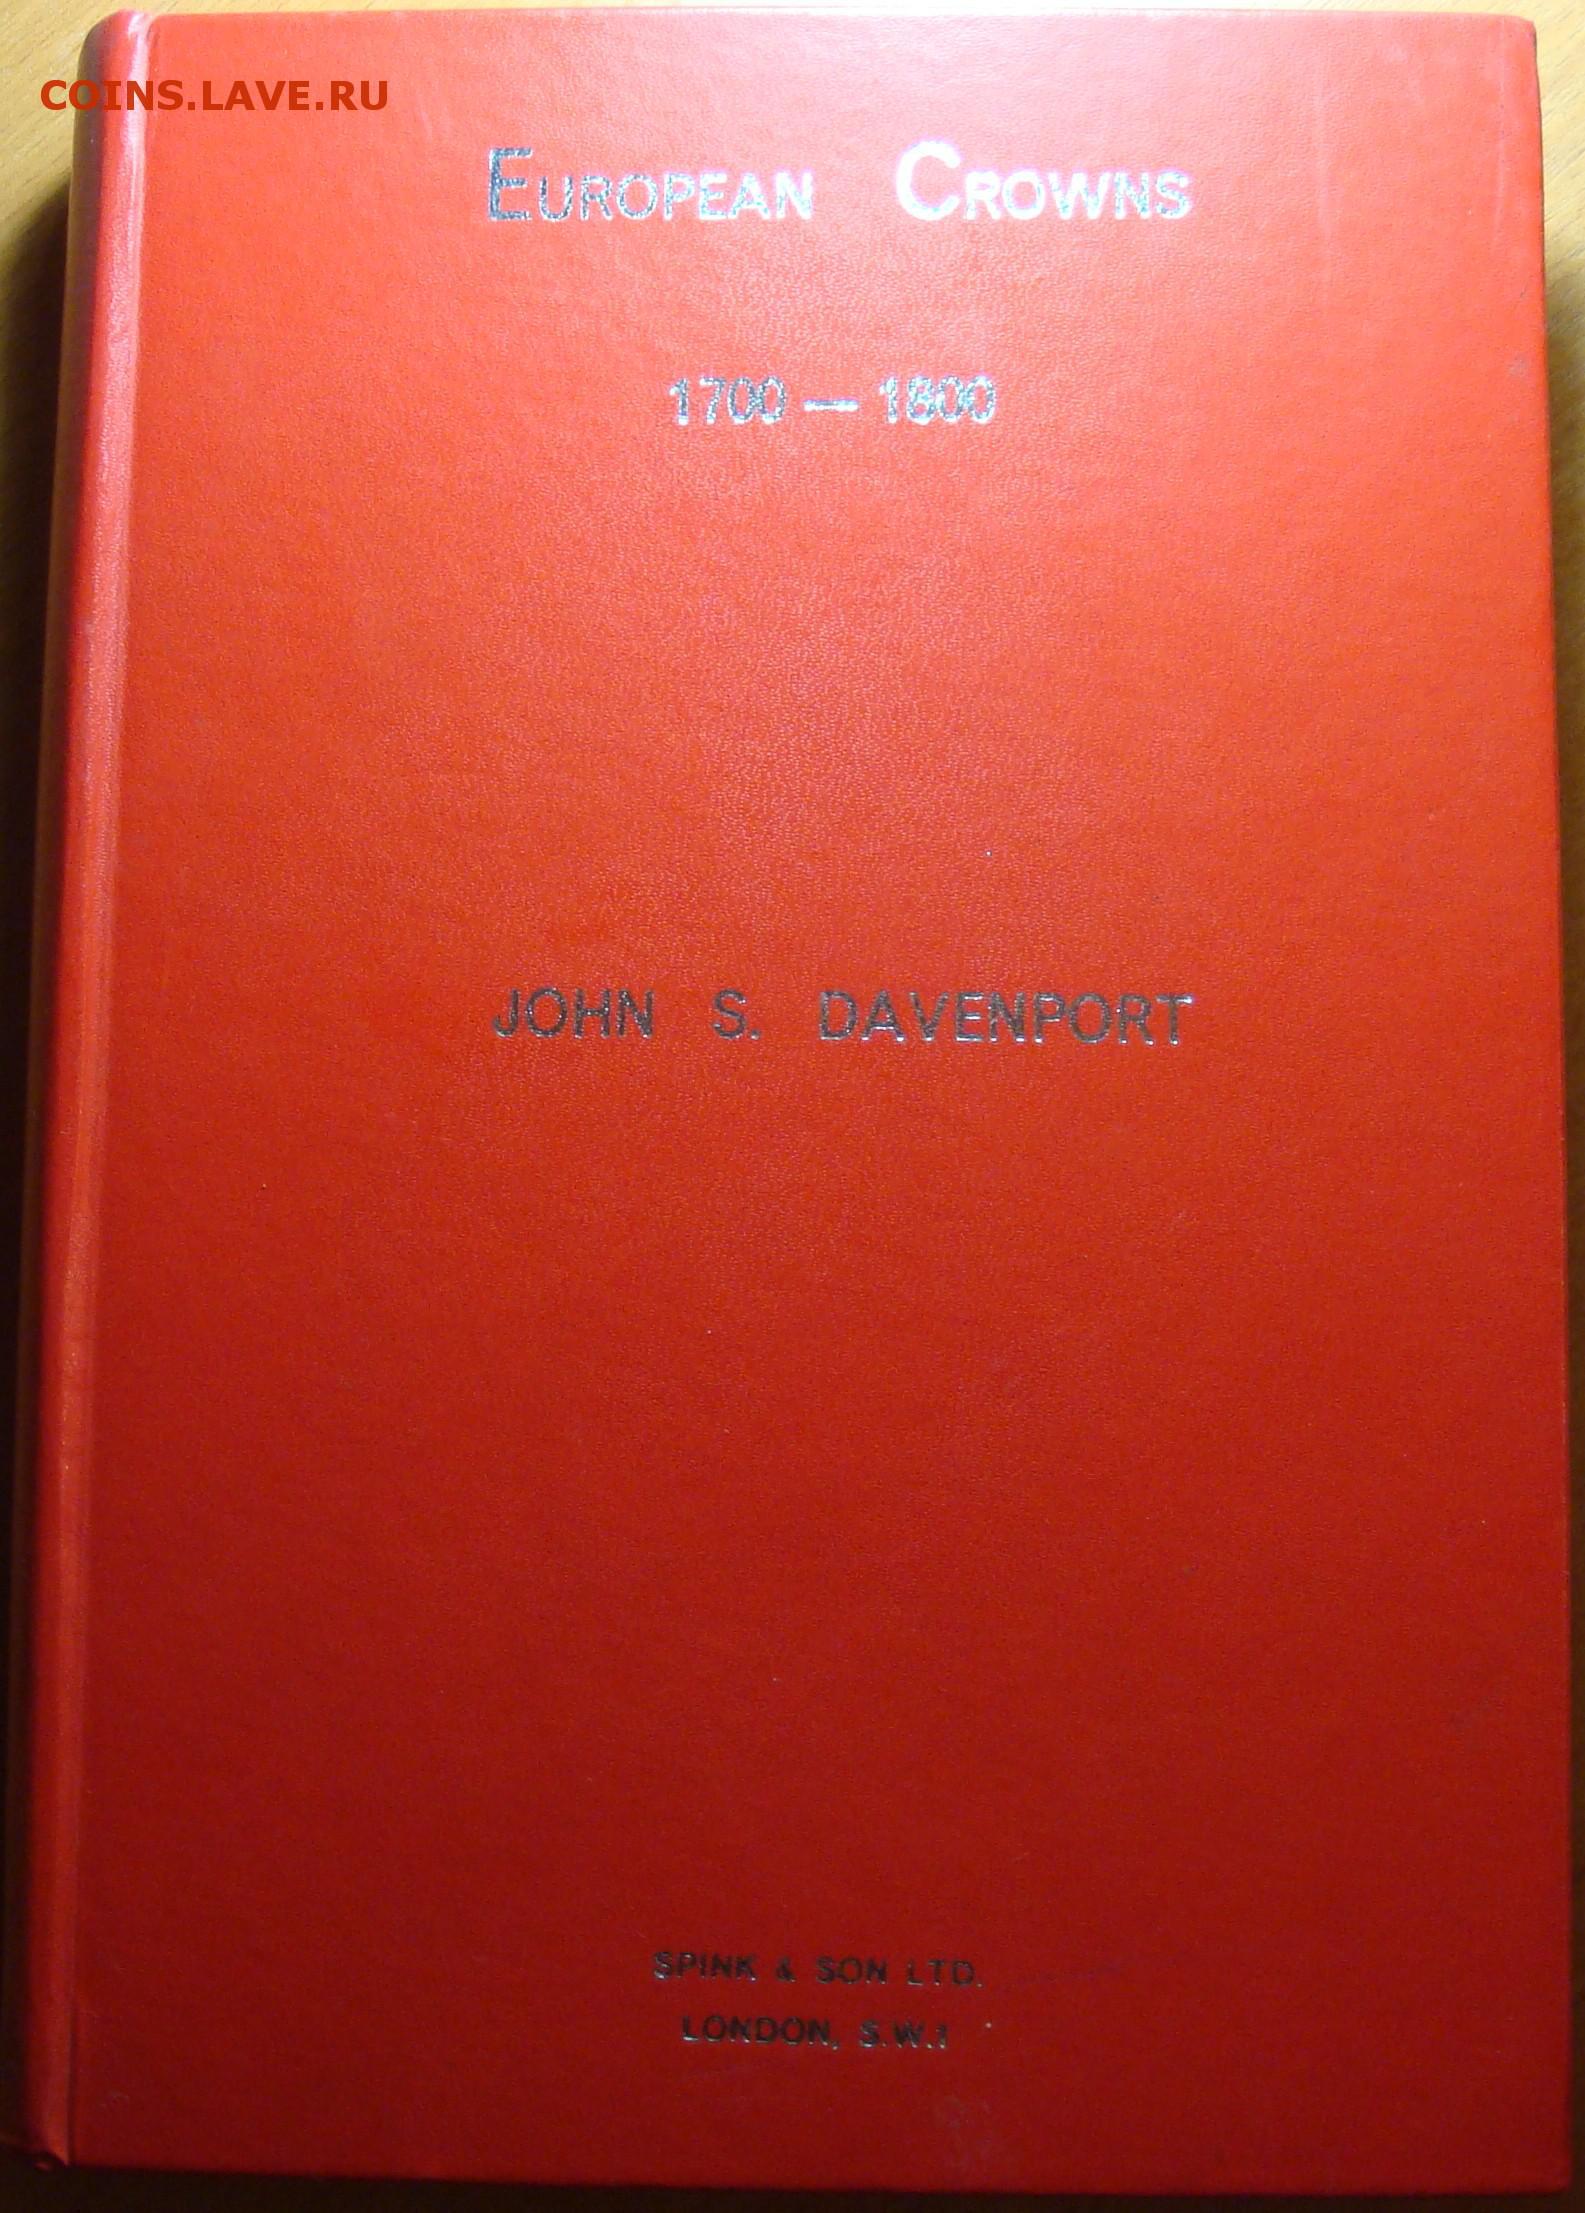 COINS.LAVE.RU
EUROPEAN CROWNS
1700 — 1800
JOHN S. DAVENPORT
SPINK & SON LTD.
LONDON, S.W.1